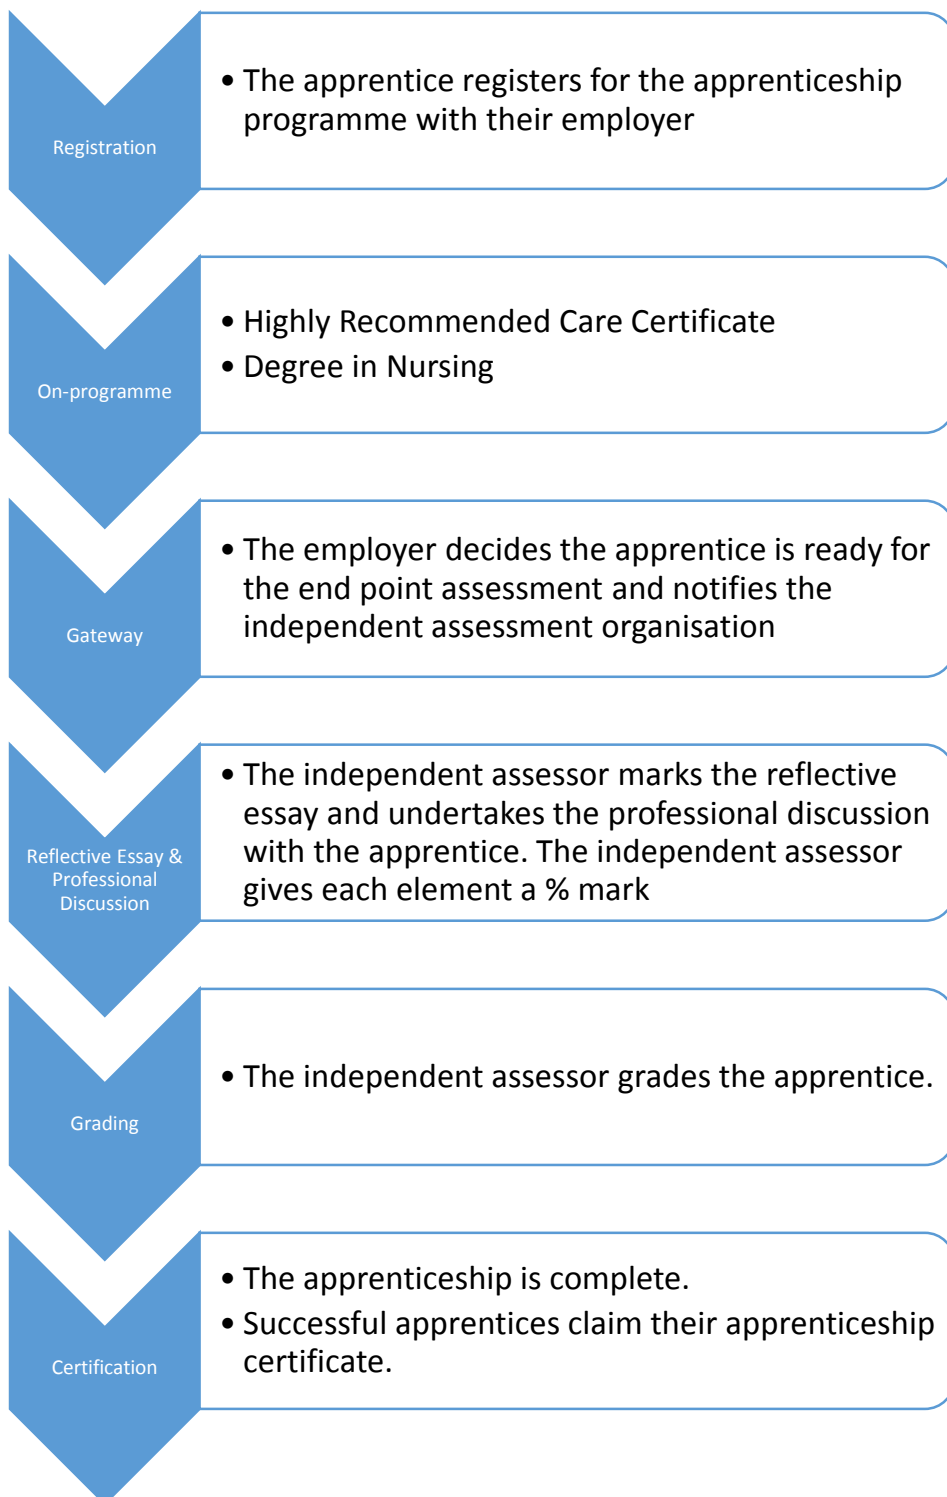 Registration
• The apprentice registers for the apprenticeship
programme with their employer
On-programme
• Highly Recommended Care Certificate
• Degree in Nursing
Gateway
• The employer decides the apprentice is ready for
the end point assessment and notifies the
independent assessment organisation
Reflective Essay &
Professional
Discussion
• The independent assessor marks the reflective
essay and undertakes the professional discussion
with the apprentice. The independent assessor
gives each element a % mark
Grading
• The independent assessor grades the apprentice.
Certification
• The apprenticeship is complete.
• Successful apprentices claim their apprenticeship
certificate.